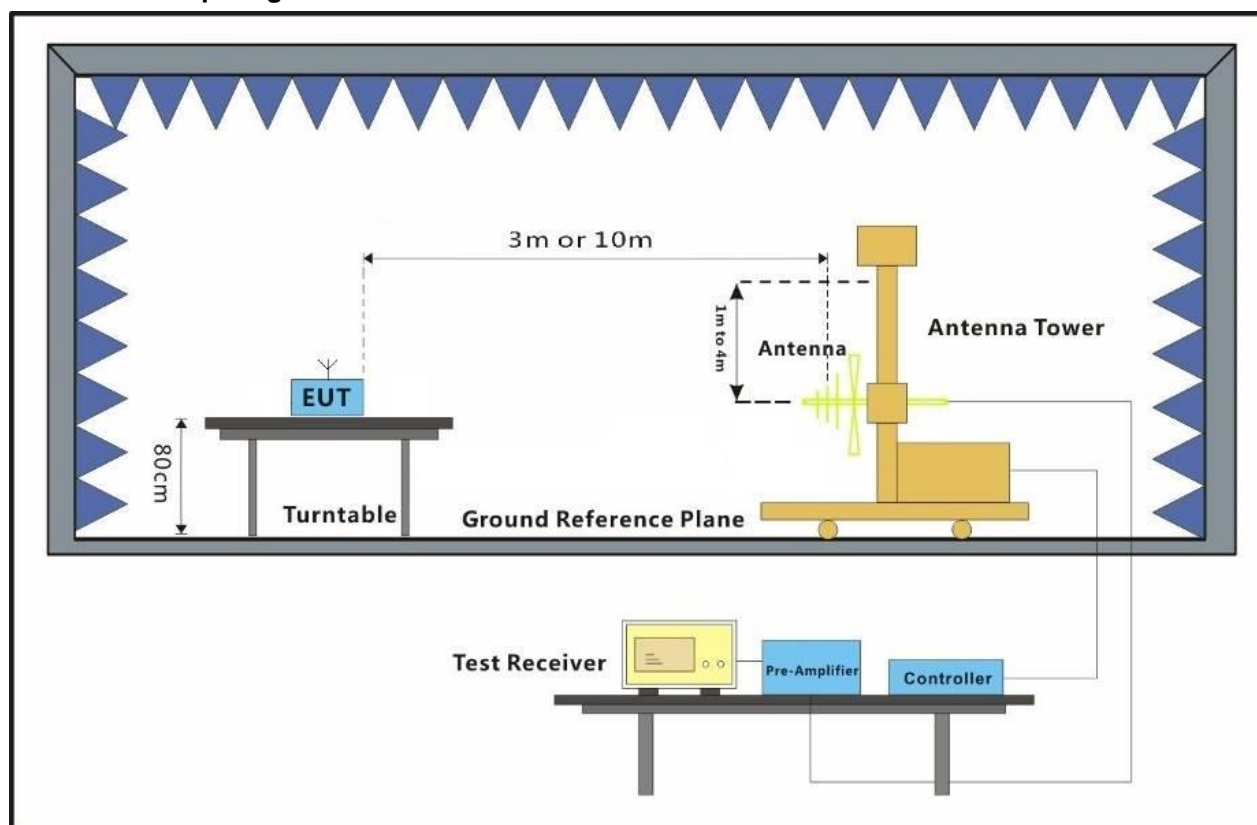 3m or 10m
1m to 4m
Antenna Tower
Antenna
EUT
80cm
Turntable
Ground Reference Plane
Test Receiver
Pre-Amplifier
Controller